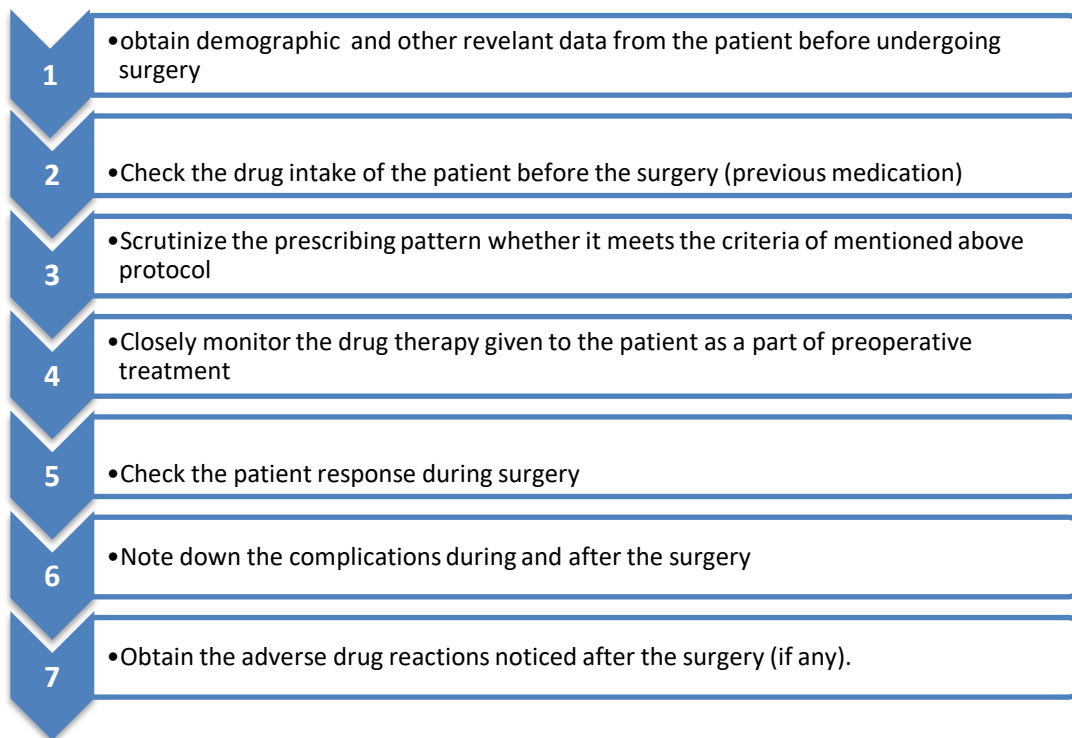 1
•obtain demographic and other revelant data from the patient before undergoing
surgery
2
•Check the drug intake of the patient before the surgery (previous medication)
3
•Scrutinize the prescribing pattern whether it meets the criteria of mentioned above
protocol
4
•Closely monitor the drug therapy given to the patient as a part of preoperative
treatment
5
•Check the patient response during surgery
6
•Note down the complications during and after the surgery
7
•Obtain the adverse drug reactions noticed after the surgery (if any).